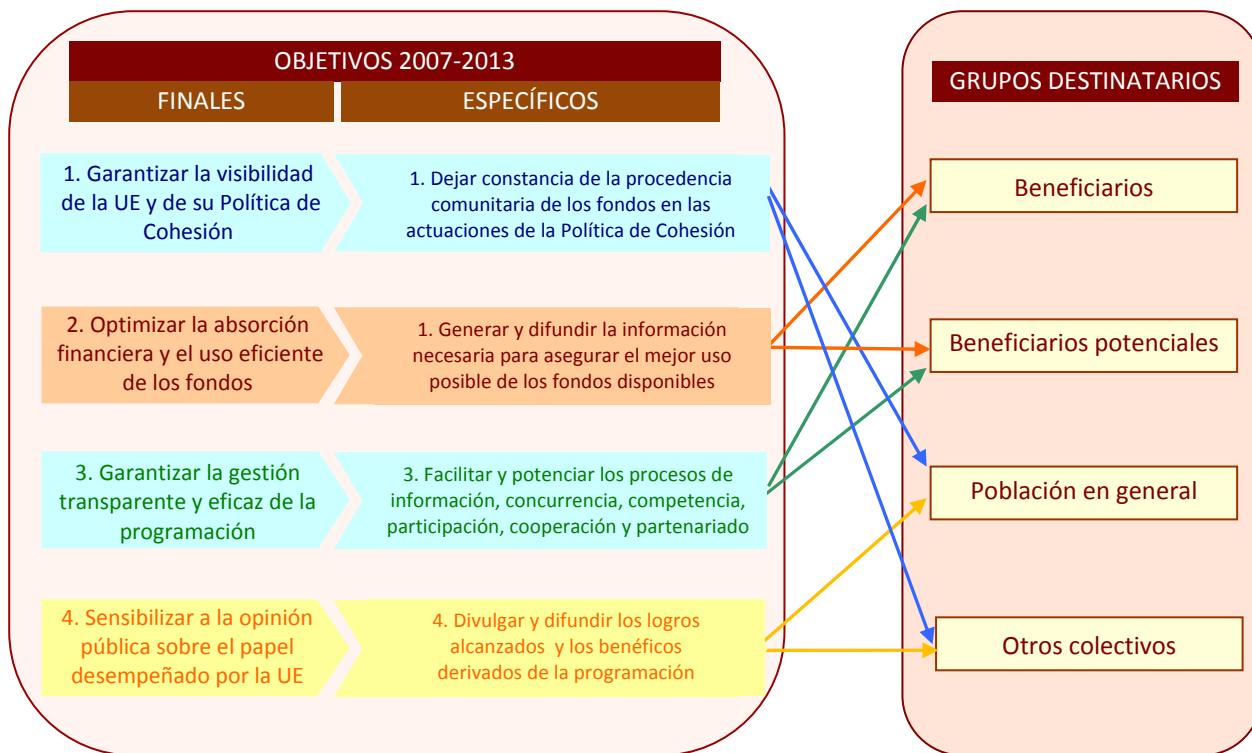 OBJETIVOS 2007-2013
FINALES
ESPECÍFICOS
GRUPOS DESTINATARIOS
1. Garantizar la visibilidad
de la UE y de su Política de
Cohesión
1. Dejar constancia de la procedencia
comunitaria de los fondos en las
actuaciones de la Política de Cohesión
Beneficiarios
2. Optimizar la absorción
financiera y el uso eficiente
de los fondos
1. Generar y difundir la información
necesaria para asegurar el mejor uso
posible de los fondos disponibles
Beneficiarios potenciales
3. Garantizar la gestión
transparente y eficaz de la
programación
3. Facilitar y potenciar los procesos de
información, concurrencia, competencia,
participación, cooperación y partenariado
Población en general
4. Sensibilizar a la opinión
pública sobre el papel
desempeñado por la UE
4. Divulgar y difundir los logros
alcanzados y los benéficos
derivados de la programación
Otros colectivos